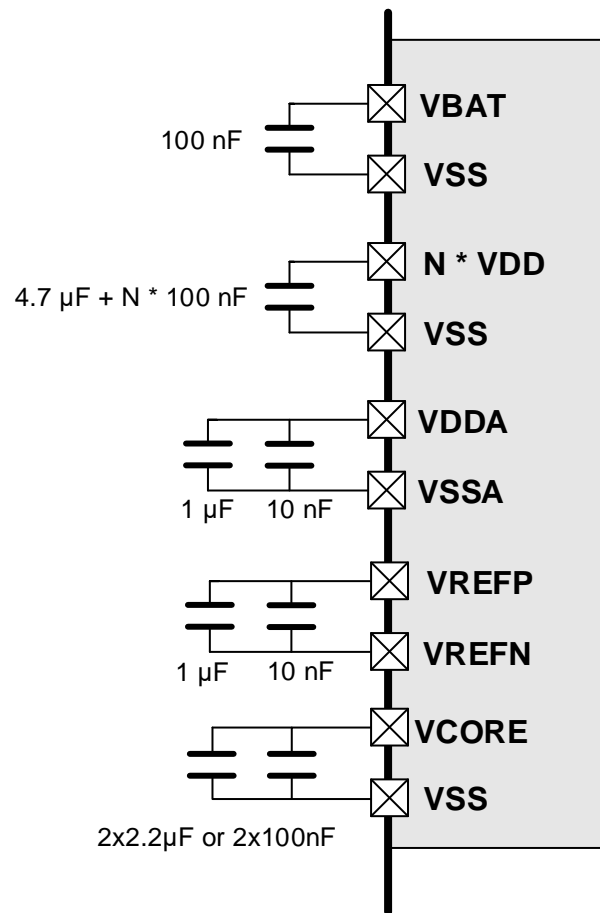 VBAT
100 nF
VSS
N * VDD
4.7 µF + N * 100 nF
VSS
VDDA
VSSA
1 µF 10 nF
VREFP
VREFN
1 µF 10 nF
VCORE
VSS
2x2.2µF or 2x100nF